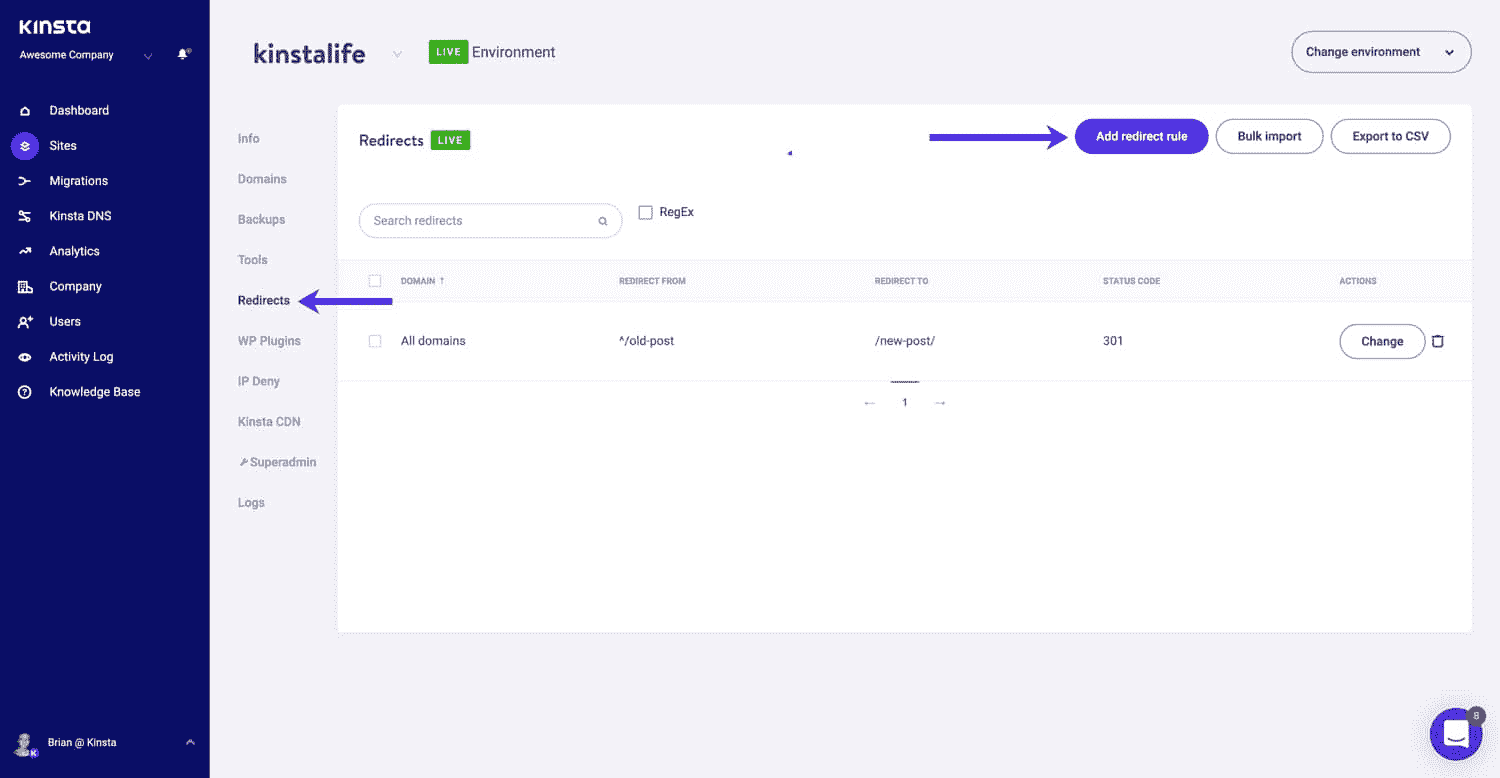 KINSTA
Awesome Company
Dashboard
Sites
Migrations
Kinsta DNS
Analytics
Company
Users
Activity Log
Knowledge Base
Brian @ Kinsta
K
kinstalife
LIVE Environment
Change environment
Info
Domains
Backups
Tools
Redirects
WP Plugins
IP Deny
Kinsta CDN
Superadmin
Logs
Redirects LIVE
Add redirect rule
Bulk import
Export to CSV
Search redirects
RegEx
DOMAIN ↑ REDIRECT FROM REDIRECT TO STATUS CODE ACTIONS
All domains ^/old-post /new-post/ 301 Change
← 1 →
8